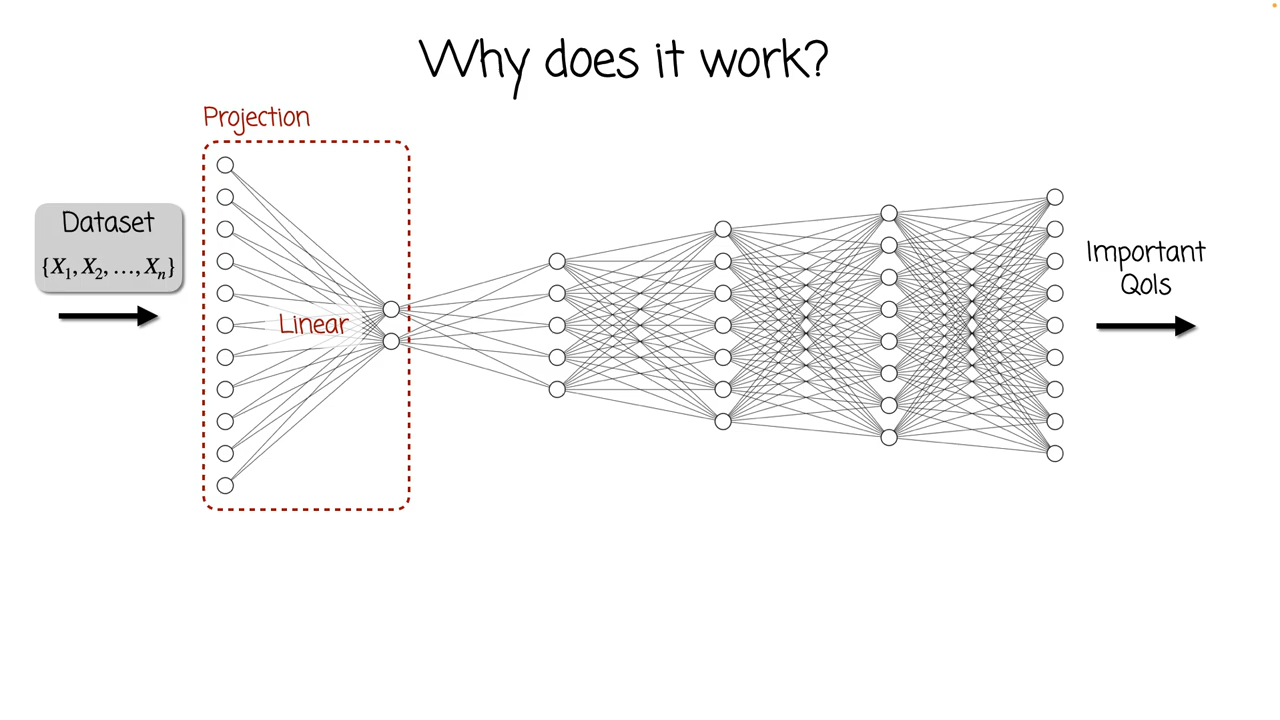 Why does it work?
Projection
Dataset
{X₁, X₂, …, Xₙ}
Linear
Important
QoIs